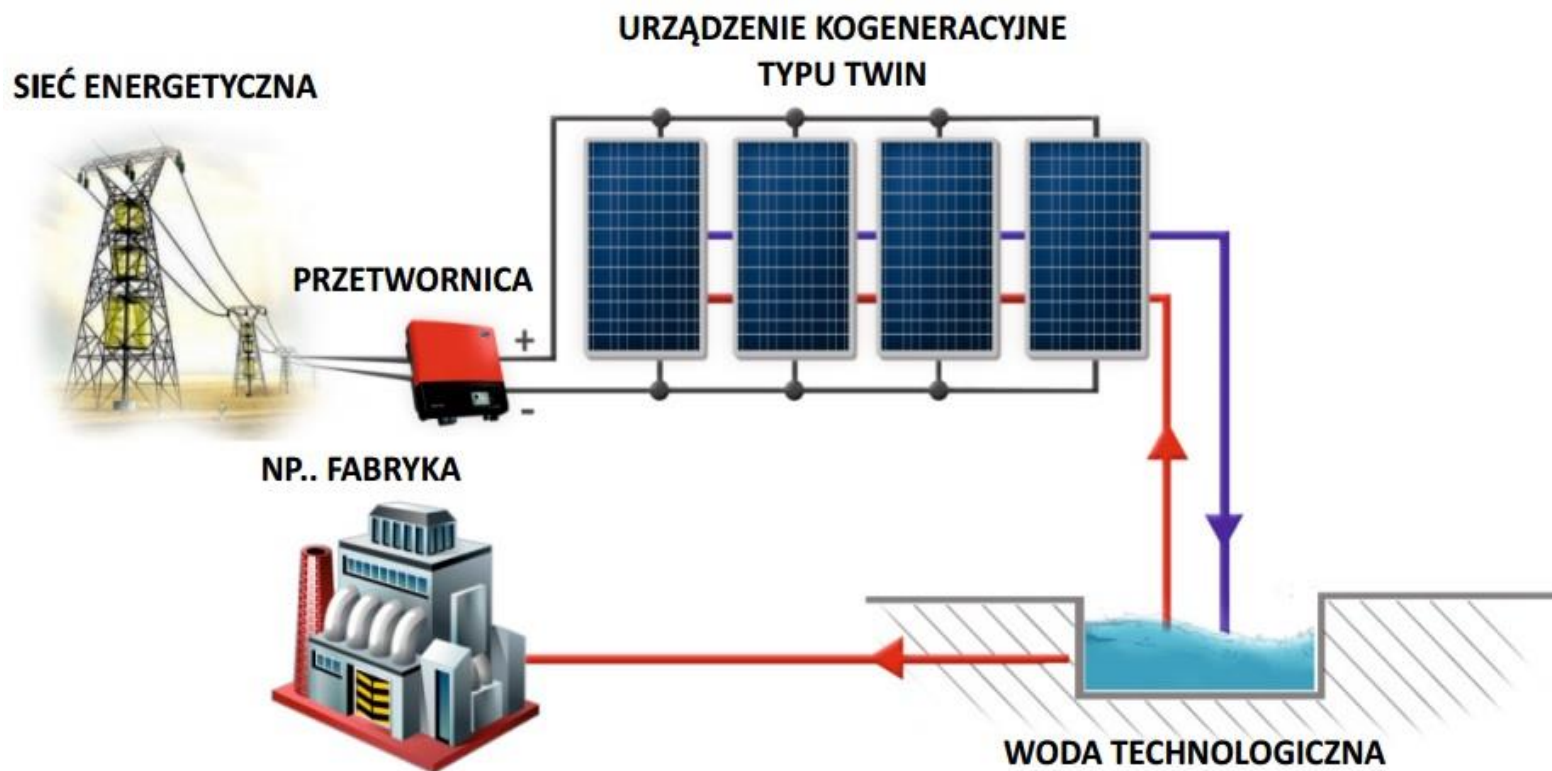 URZĄDZENIE KOGENERACYJNE
TYPU TWIN
SIEĆ ENERGETYCZNA
PRZETWORNICA
+
-
NP.. FABRYKA
WODA TECHNOLOGICZNA